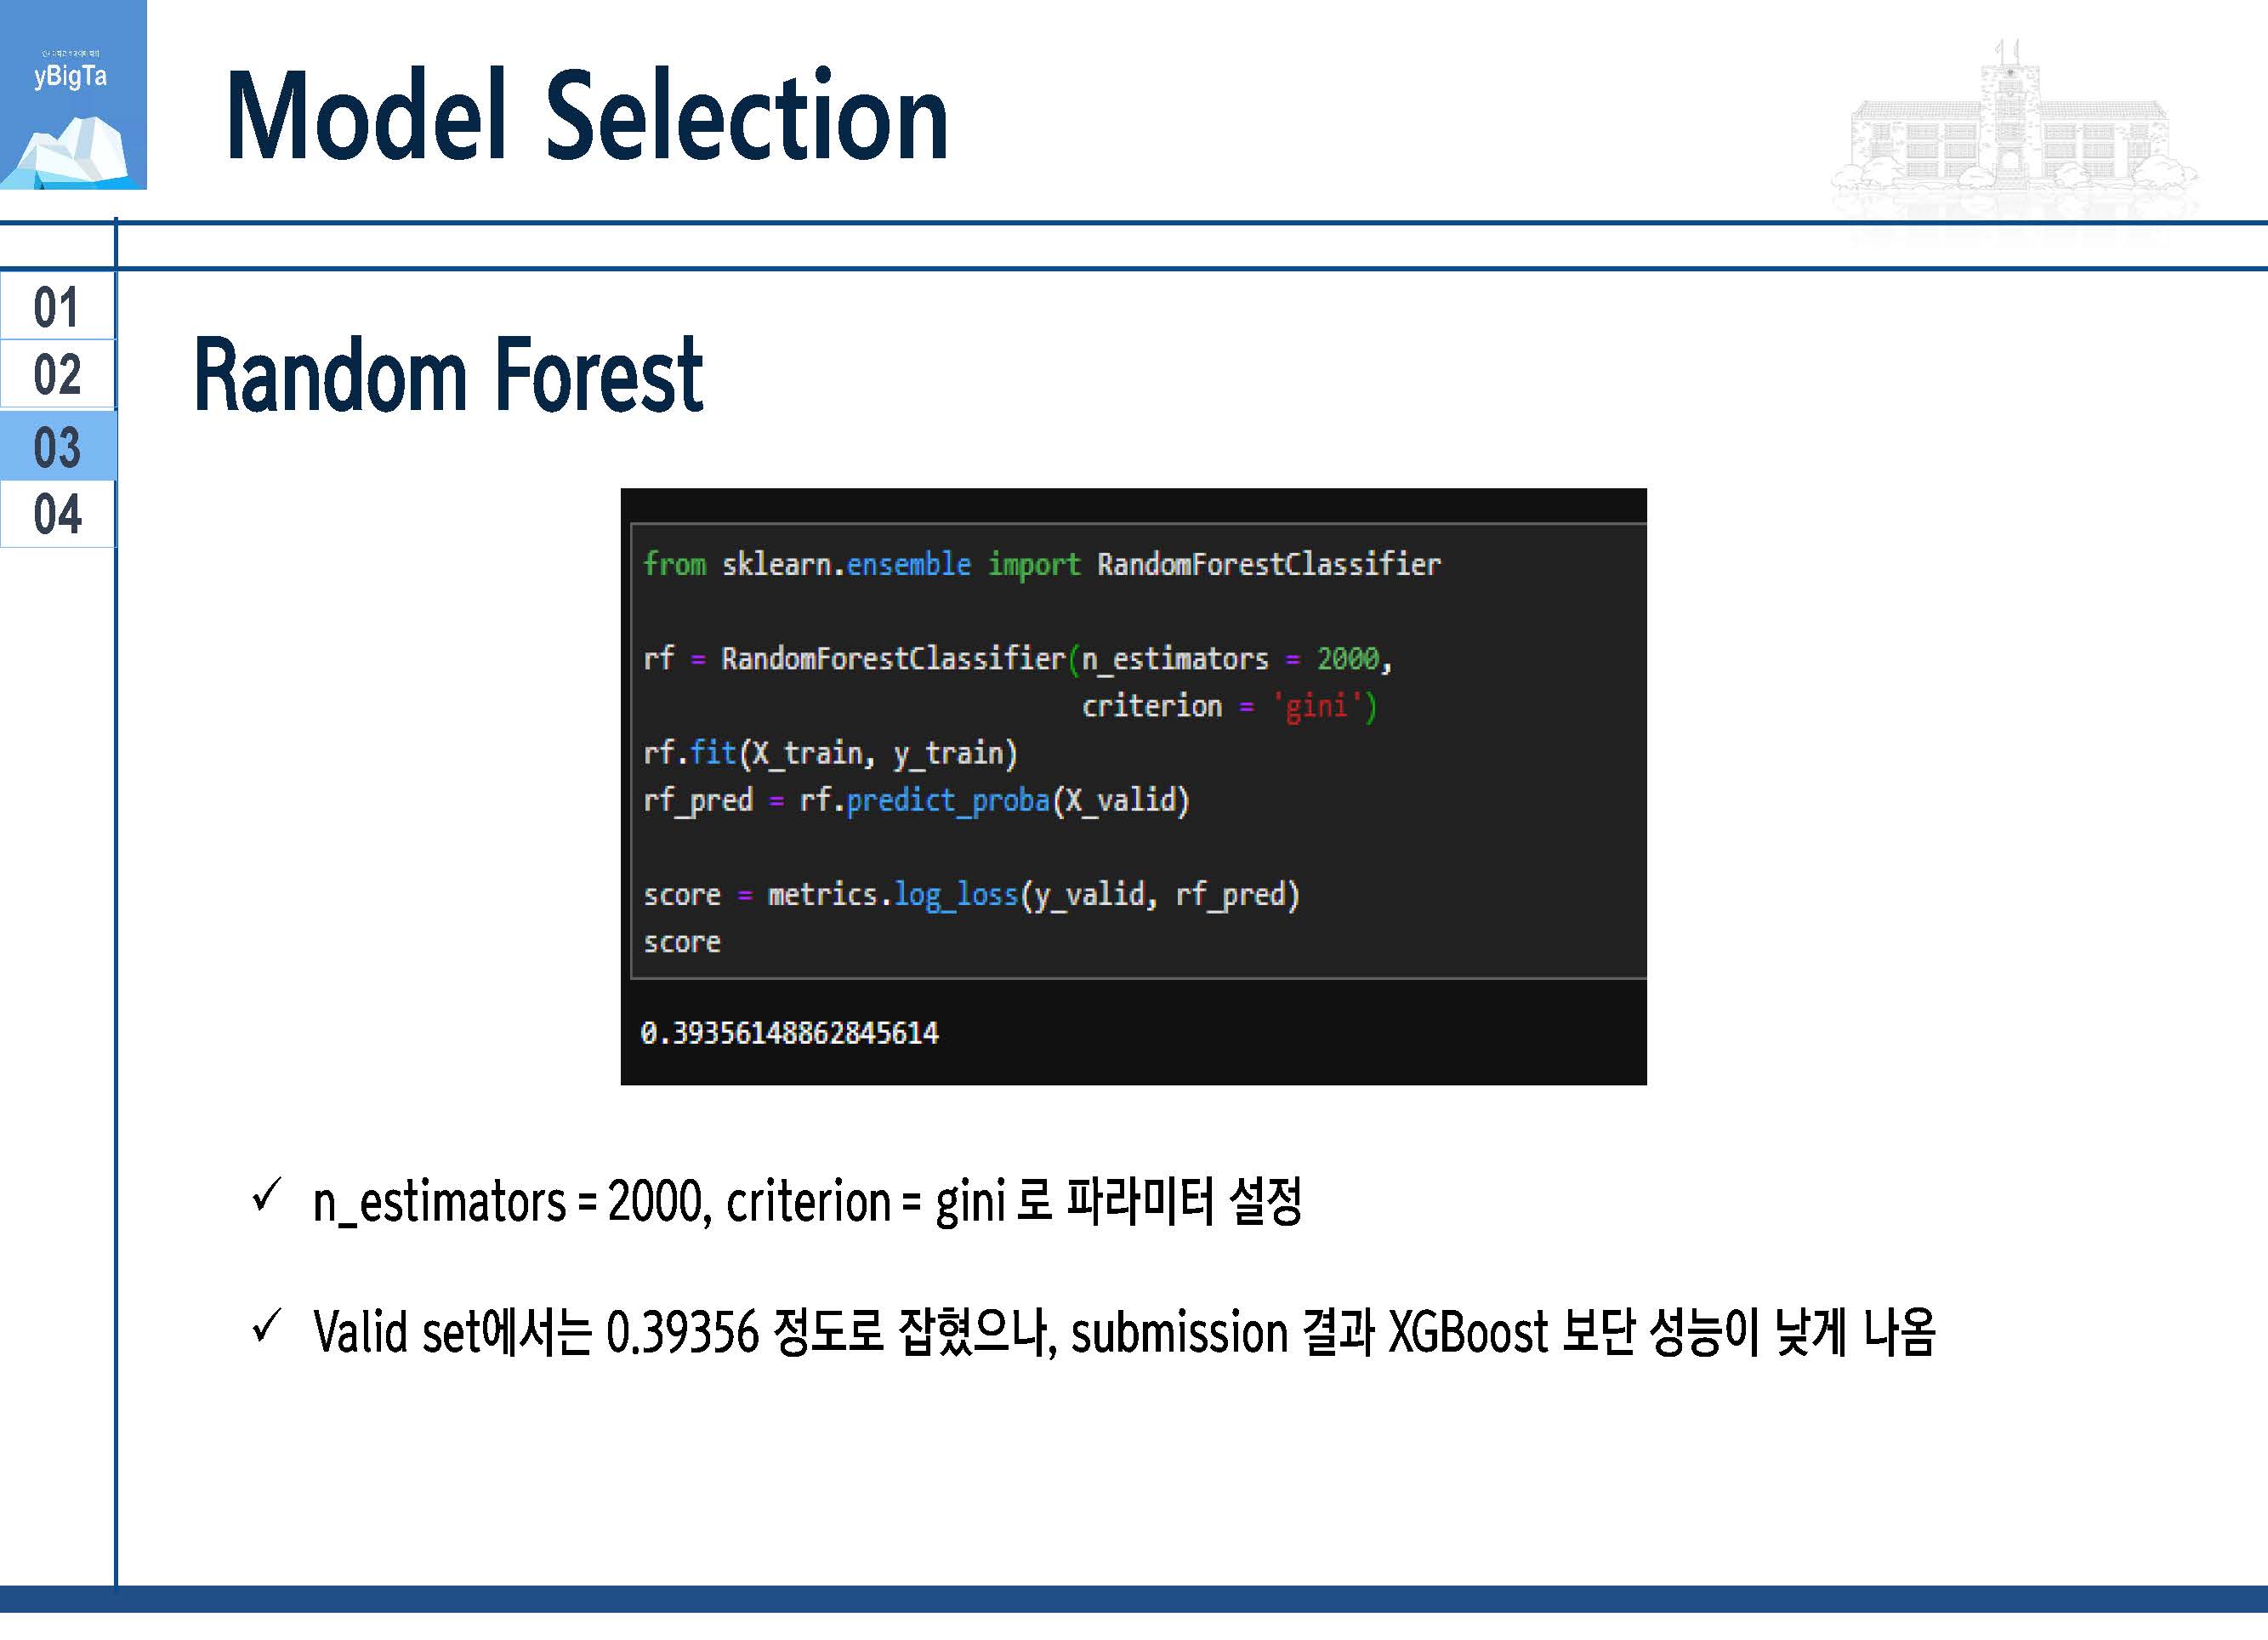 yBigTa
Model Selection
01
02
03
04
Random Forest
from sklearn.ensemble import RandomForestClassifier
rf = RandomForestClassifier(n_estimators = 2000,
criterion = 'gini')
rf.fit(X_train, y_train)
rf_pred = rf.predict_proba(X_valid)
score = metrics.log_loss(y_valid, rf_pred)
score
0.39356148862845614
✓ n_estimators = 2000, criterion = gini 로 파라미터 설정
✓ Valid set에서는 0.39356 정도로 잡혔으나, submission 결과 XGBoost 보단 성능이 낮게 나옴